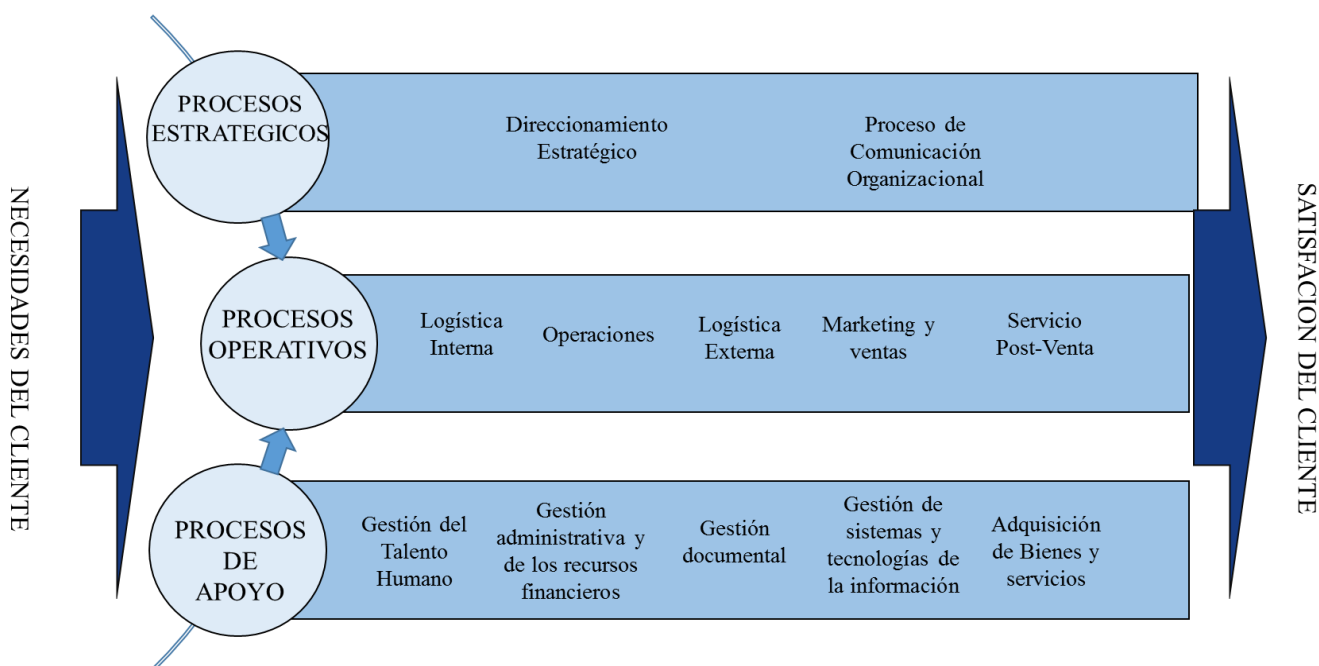 NECESIDADES DEL CLIENTE
PROCESOS
ESTRATEGICOS
Direccionamiento
Estratégico
Proceso de
Comunicación
Organizacional
PROCESOS
OPERATIVOS
Logística
Interna
Operaciones
Logística
Externa
Marketing y
ventas
Servicio
Post-Venta
PROCESOS
DE
APOYO
Gestión del
Talento
Humano
Gestión
administrativa y
de los recursos
financieros
Gestión
documental
Gestión de
sistemas y
tecnologías de
la información
Adquisición
de Bienes y
servicios
SATISFACION DEL CLIENTE